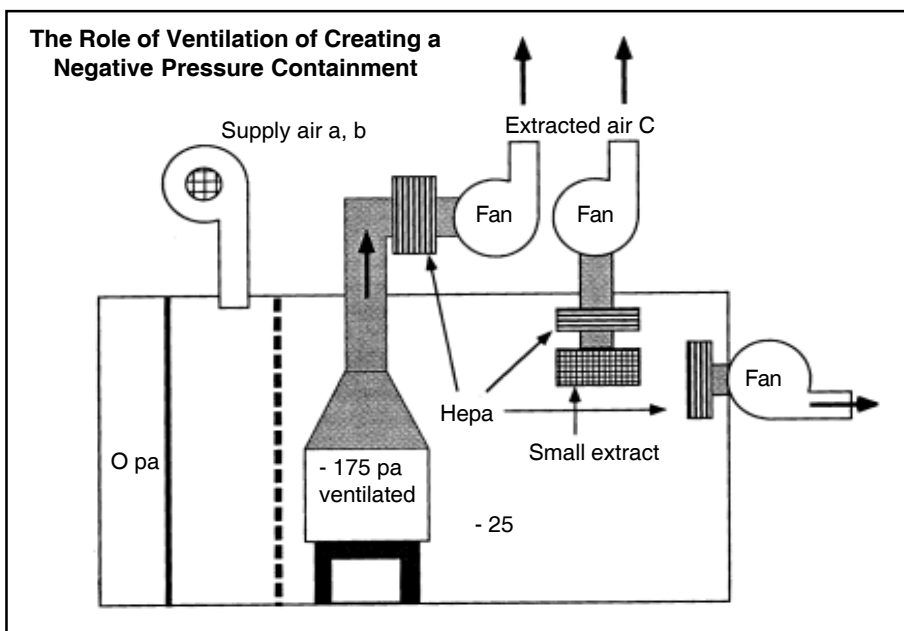 The Role of Ventilation of Creating a
Negative Pressure Containment
Supply air a, b
Extracted air C
Fan
Fan
Fan
Hepa
Small extract
O pa
- 175 pa
ventilated
- 25